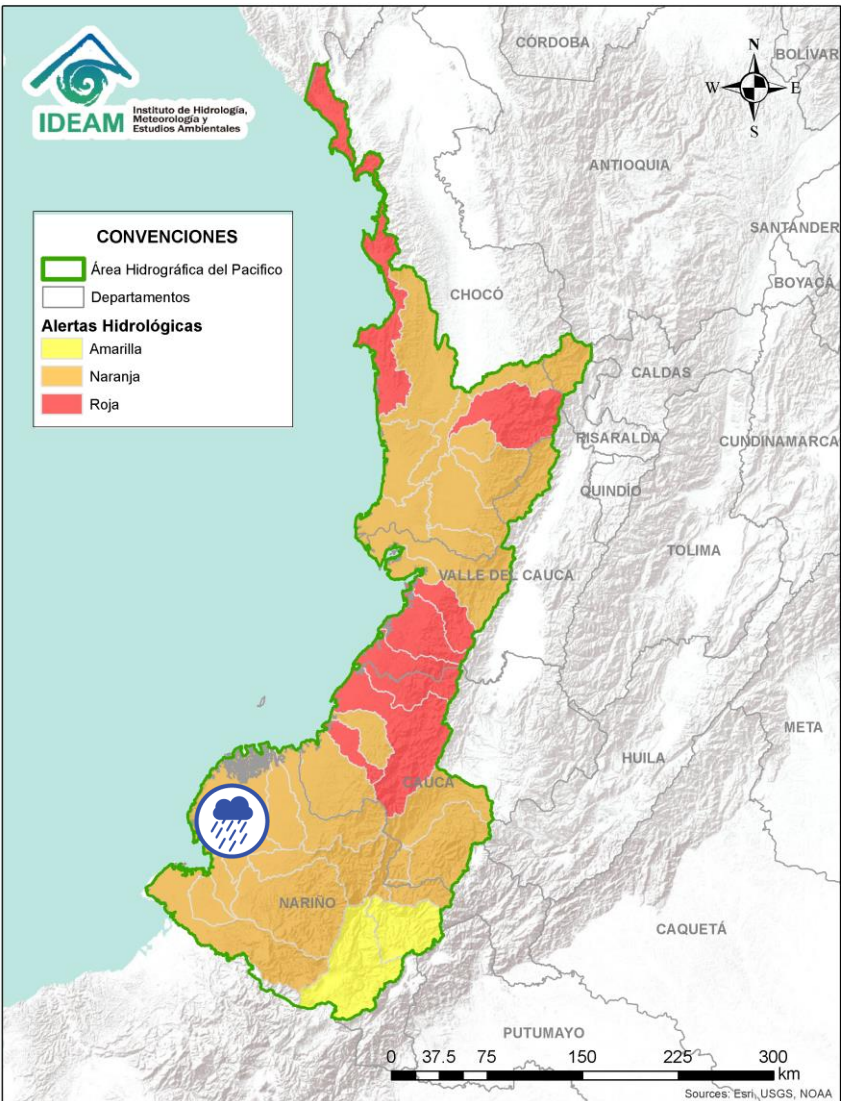 IDEAM
Instituto de Hidrología,
Meteorología y
Estudios Ambientales
CÓRDOBA
BOLIVAR
N
W
E
S
ANTIOQUIA
SANTANDER
CONVENCIONES
Área Hidrográfica del Pacifico
Departamentos
Alertas Hidrológicas
Amarilla
Naranja
Roja
BOYACÁ
CHOCÓ
CALDAS
RISARALDA
CUNDINAMARCA
QUINDÍO
TOLIMA
VALLE DEL CAUCA
META
HUILA
CAUCA
NARIÑO
CAQUETÁ
PUTUMAYO
0 37.5 75 150 225 300
km
Sources: Esri, USGS, NOAA